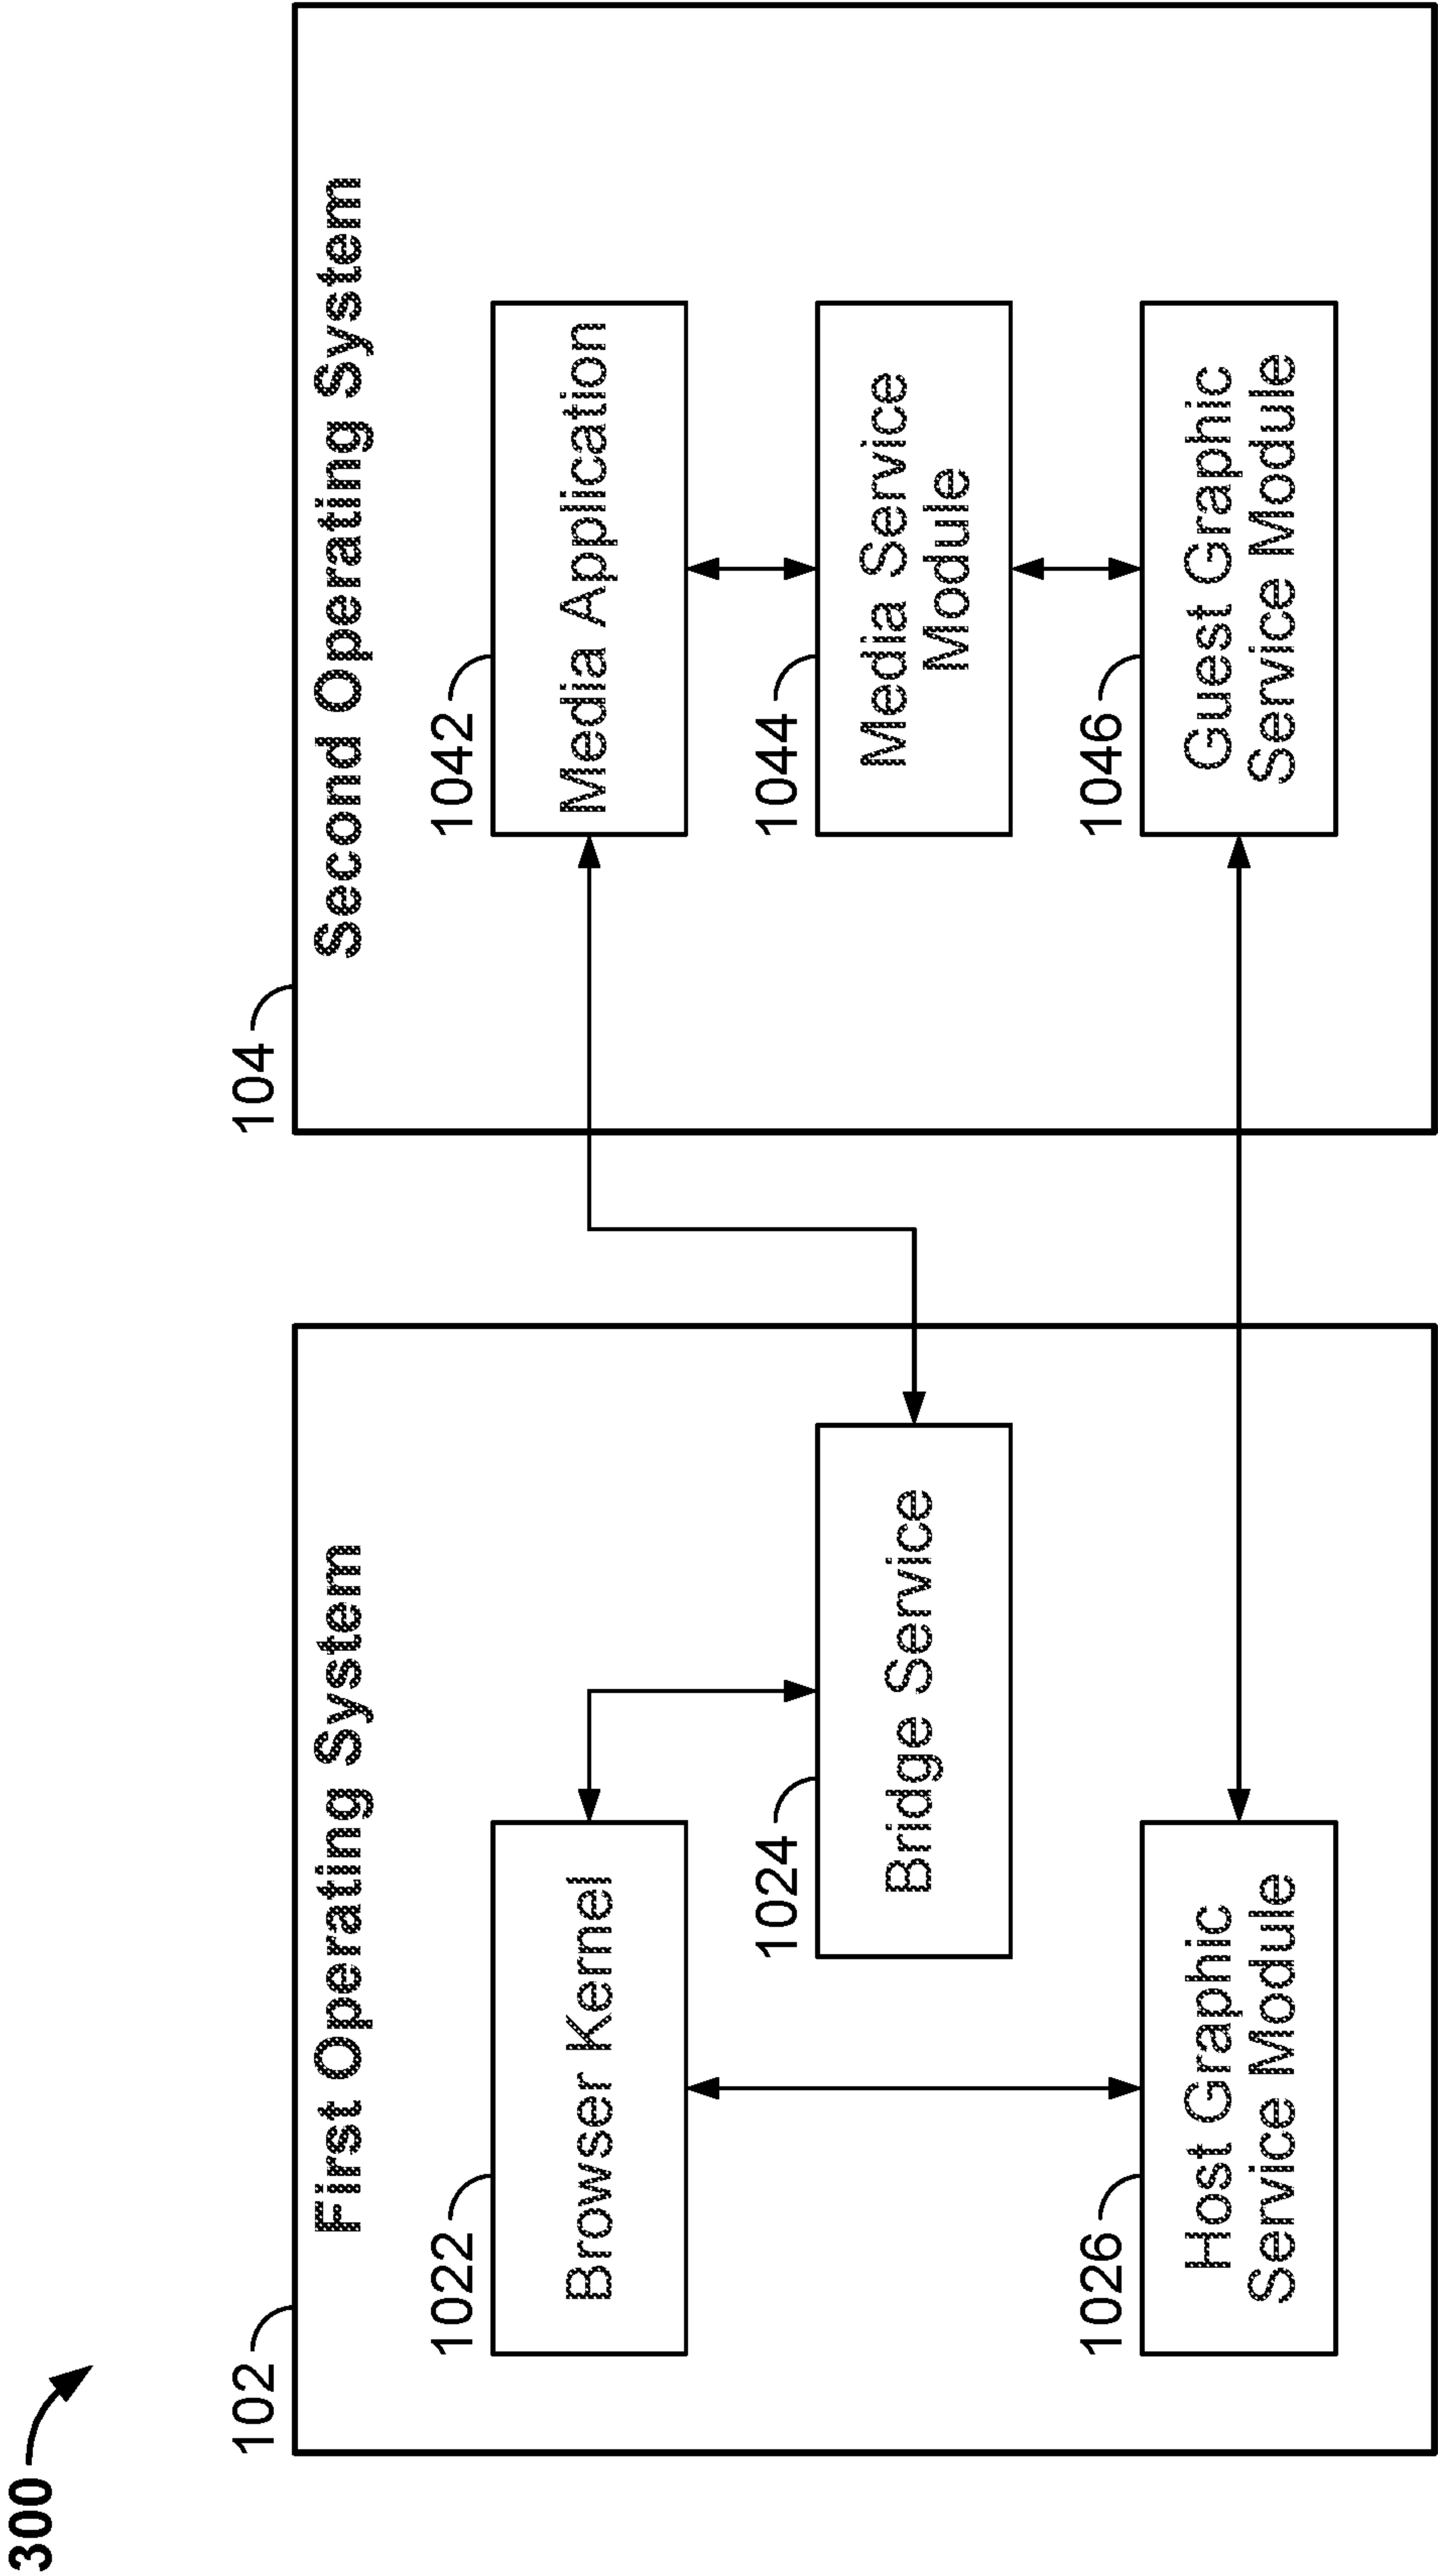 300
102
First Operating System
1022
Browser Kernel
1024
Bridge Service
1026
Host Graphic
Service Module
104
Second Operating System
1042
Media Application
1044
Media Service
Module
1046
Guest Graphic
Service Module